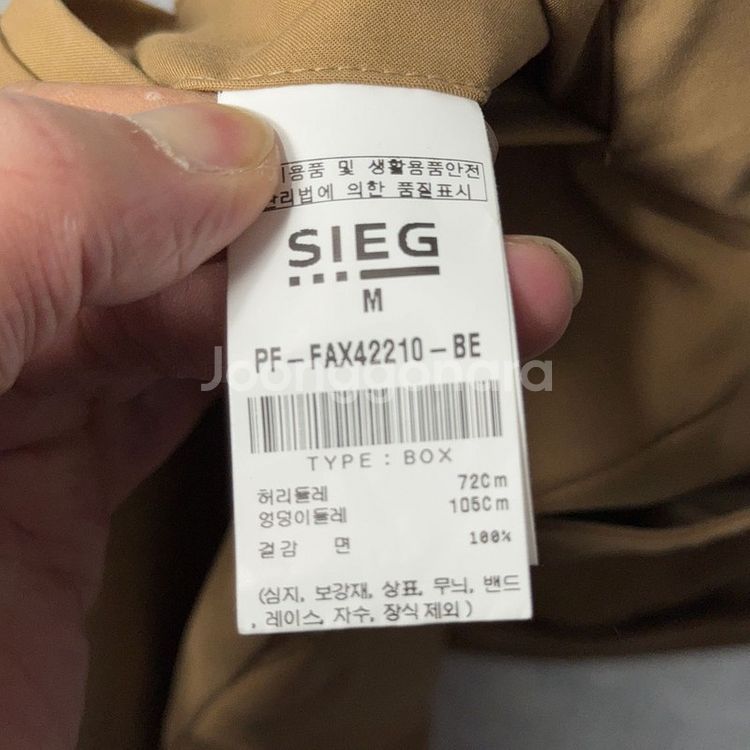 용품 및 생활용품안전
리법에 의한 품질표시
SIEG
M
PF-FAX42210-BE
Joonggonara
TYPE : BOX
허리둘레 72Cm
엉덩이둘레 105Cm
겉감 면 100%
(심지, 보강재, 상표, 무늬, 밴드
, 레이스, 자수, 장식 제외)